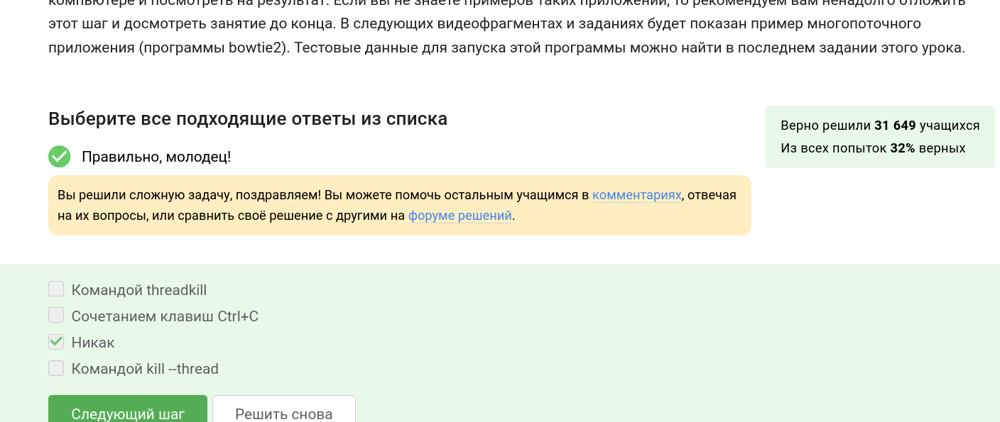 компьютере и посмотреть на результат. Если вы не знаете примеров таких приложений, то рекомендуем вам ненадолго отложить
этот шаг и досмотреть занятие до конца. В следующих видеофрагментах и заданиях будет показан пример многопоточного
приложения (программы bowtie2). Тестовые данные для запуска этой программы можно найти в последнем задании этого урока.
Выберите все подходящие ответы из списка
Верно решили 31 649 учащихся
Из всех попыток 32% верных
Правильно, молодец!
Вы решили сложную задачу, поздравляем! Вы можете помочь остальным учащимся в комментариях, отвечая
на их вопросы, или сравнить своё решение с другими на форуме решений.
Командой threadkill
Сочетанием клавиш Ctrl+C
Никак
Командой kill --thread
Следующий шаг
Решить снова